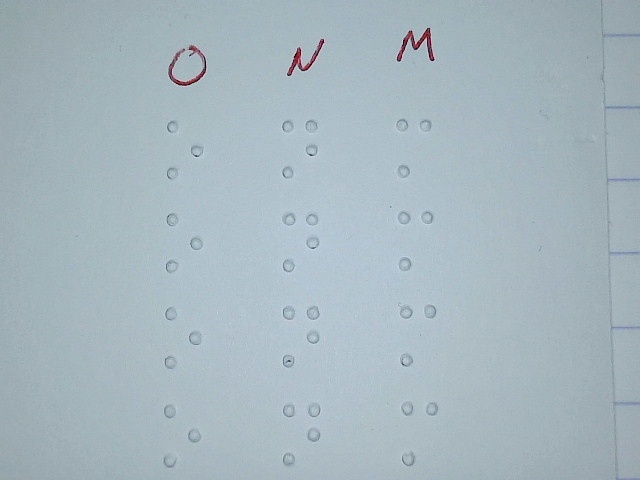 O N M
⠕ ⠝ ⠍
⠕ ⠝ ⠍
⠕ ⠝ ⠍
⠕ ⠝ ⠍